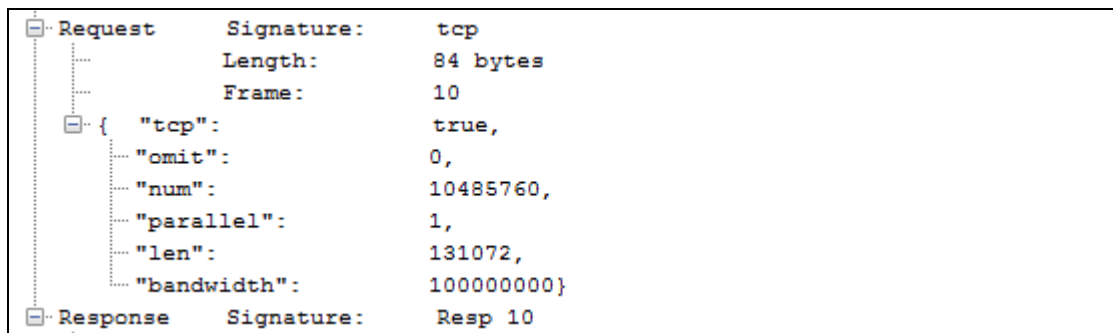 Request Signature: tcp
Length: 84 bytes
Frame: 10
{ "tcp": true,
"omit": 0,
"num": 10485760,
"parallel": 1,
"len": 131072,
"bandwidth": 100000000}
Response Signature: Resp 10